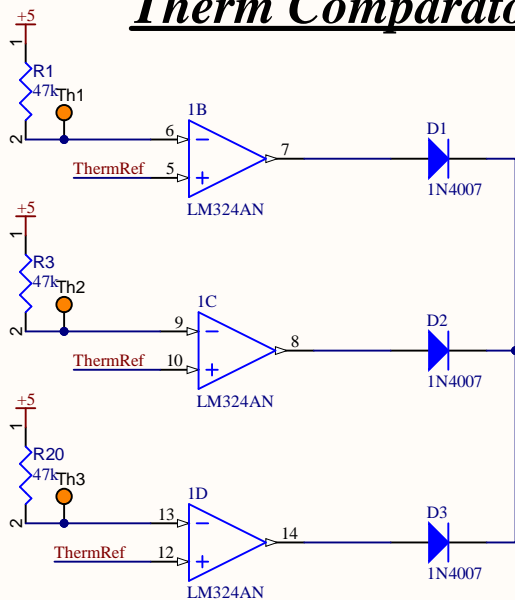 Therm Comparato
+5
1
R1
47k
Th1
2
1B
6
7
ThermRef
5
LM324AN
D1
1N4007
+5
1
R3
47k
Th2
2
1C
9
8
ThermRef
10
LM324AN
D2
1N4007
+5
1
R20
47k
Th3
2
1D
13
14
ThermRef
12
LM324AN
D3
1N4007